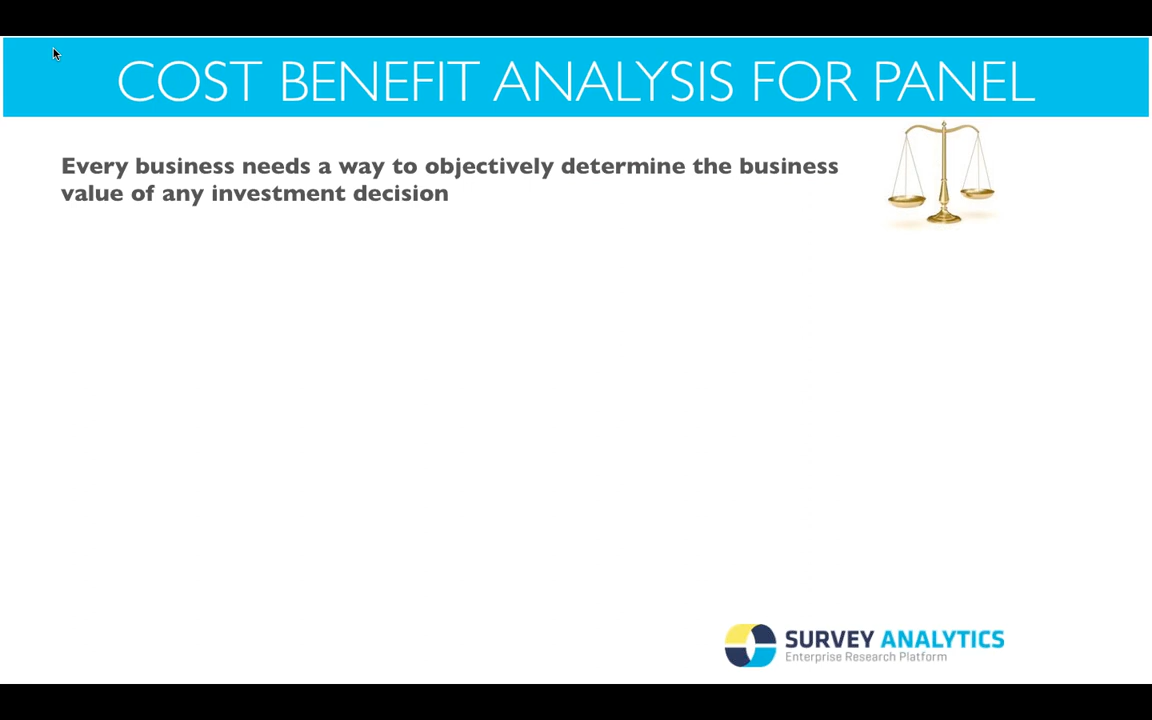 COST BENEFIT ANALYSIS FOR PANEL
Every business needs a way to objectively determine the business
value of any investment decision
SURVEY ANALYTICS
Enterprise Research Platform